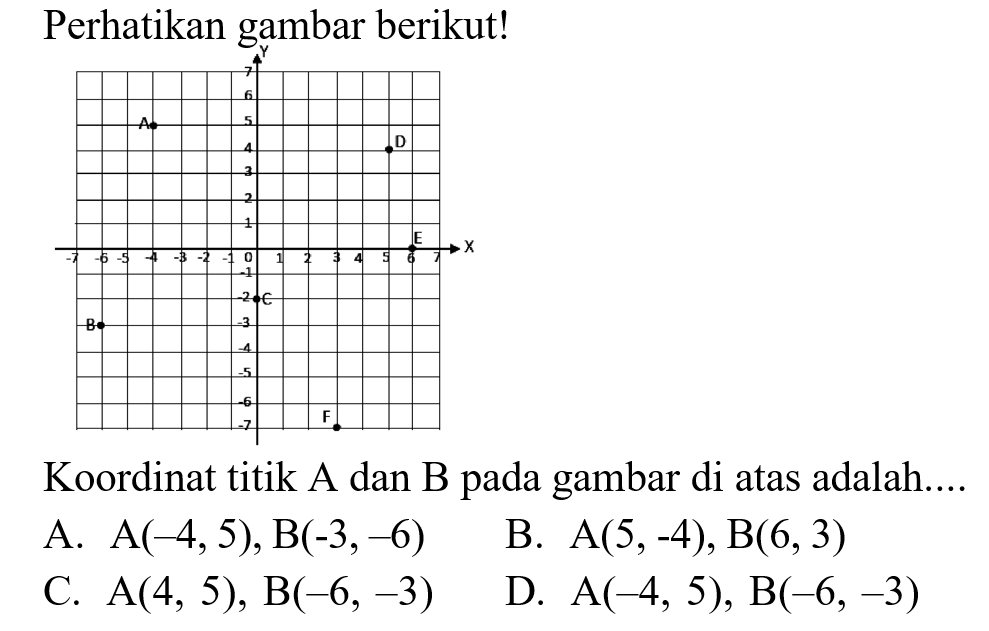 Perhatikan gambar berikut!
Y
7
6
A 5
D
4
3
2
1
E
X
-7 -6 -5 -4 -3 -2 -1 0 1 2 3 4 5 6 7
-1
-2 C
B -3
-4
-5
-6
F
-7
Koordinat titik A dan B pada gambar di atas adalah....
A. A(–4, 5), B(-3, –6) B. A(5, -4), B(6, 3)
C. A(4, 5), B(–6, –3) D. A(–4, 5), B(–6, –3)